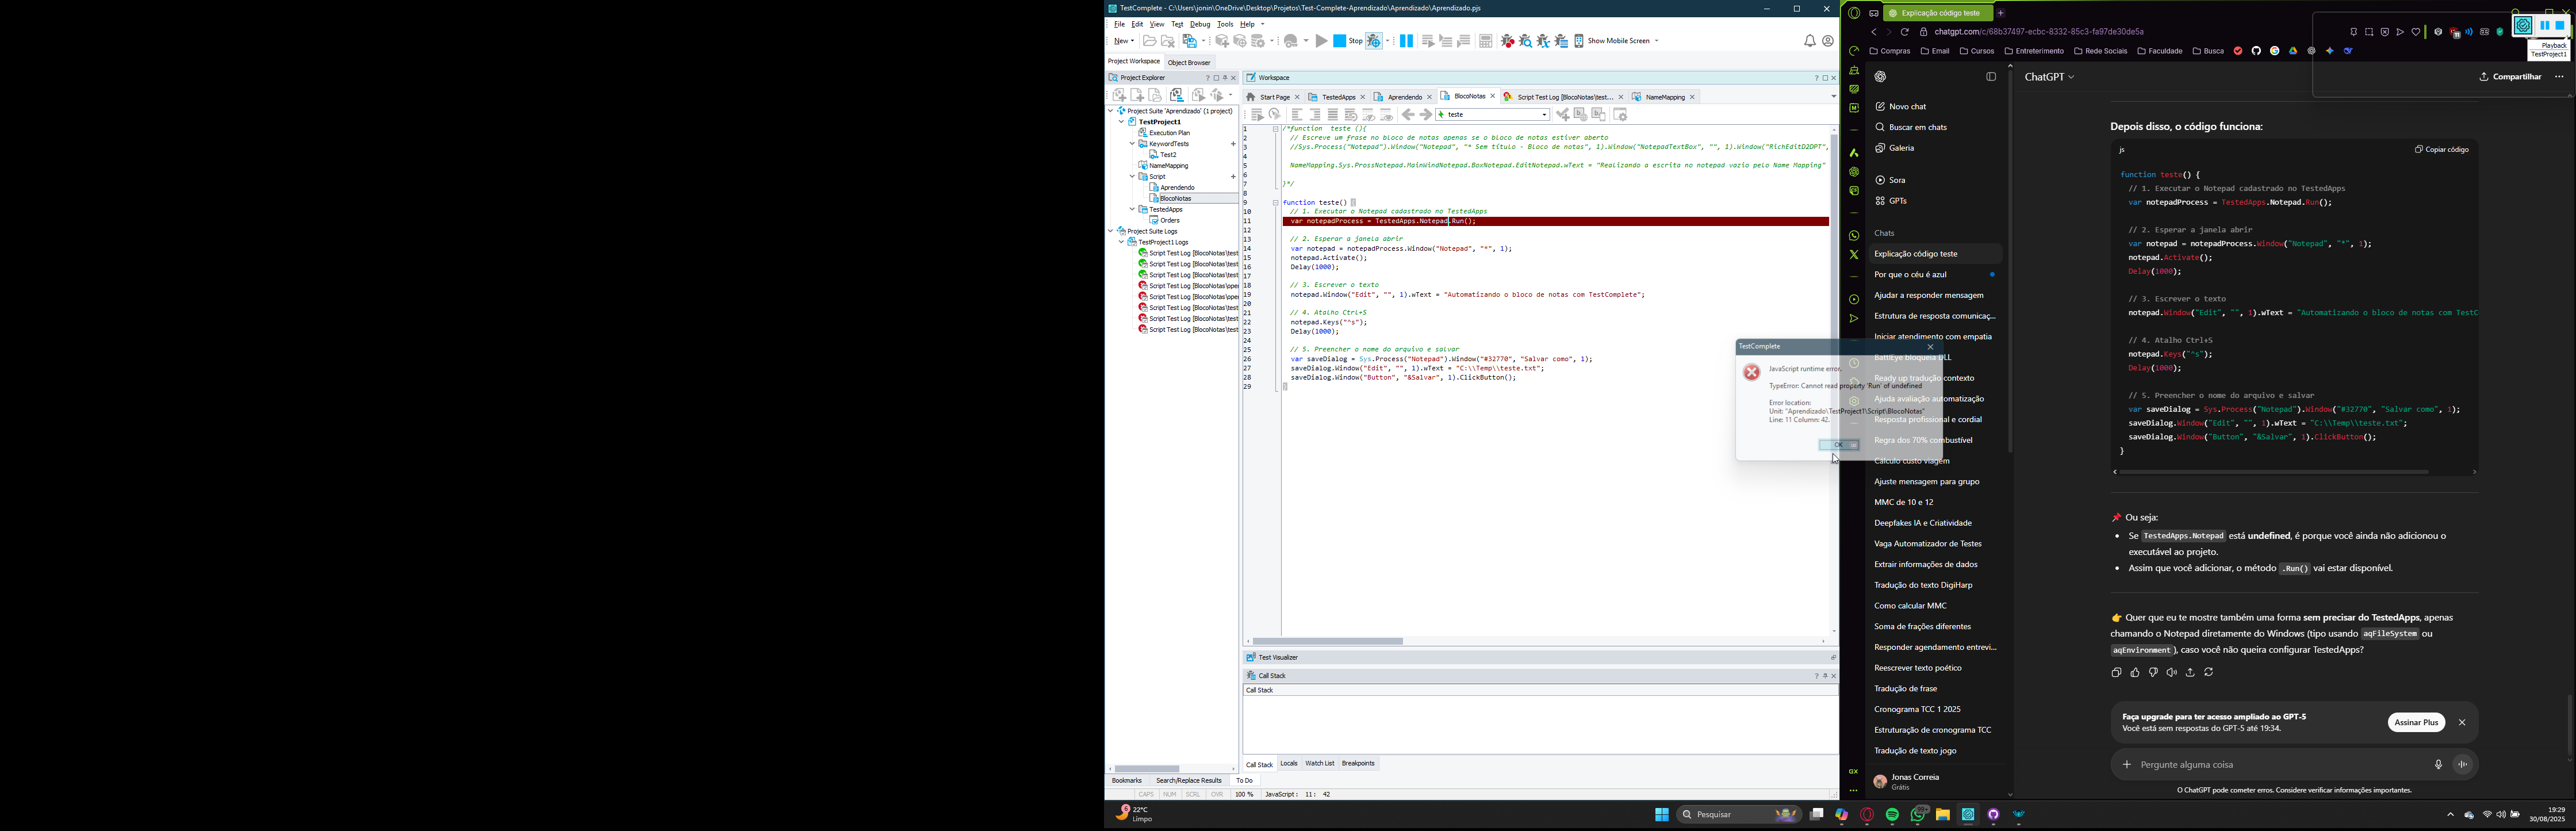 TestComplete - C:\Users\jonin\OneDrive\Desktop\Projetos\Test-Complete-Aprendizado\Aprendizado\Aprendizado.pjs
File Edit View Test Debug Tools Help
New
Stop
Show Mobile Screen
Project Workspace Object Browser
Project Explorer
Project Suite 'Aprendizado' (1 project)
TestProject1
Execution Plan
KeywordTests
Test2
NameMapping
Script
Aprendendo
BlocoNotas
TestedApps
Orders
Project Suite Logs
TestProject1 Logs
Script Test Log [BlocoNotas\test
Script Test Log [BlocoNotas\test
Script Test Log [BlocoNotas\test
Script Test Log [BlocoNotas\ope
Script Test Log [BlocoNotas\ope
Script Test Log [BlocoNotas\test
Script Test Log [BlocoNotas\test
Script Test Log [BlocoNotas\test
Workspace
Start Page TestedApps Aprendendo BlocoNotas Script Test Log [BlocoNotas\test... NameMapping
teste
1 /*function teste (){
2 // Escreve um frase no bloco de notas apenas se o bloco de notas estiver aberto
3 //Sys.Process("Notepad").Window("Notepad", "* Sem título - Bloco de notas", 1).Window("NotepadTextBox", "", 1).Window("RichEditD2DPT",
4
5 NameMapping.Sys.ProssNotepad.MainWindNotepad.BoxNotepad.EditNotepad.wText = "Realizando a escrita no notepad vazio pelo Name Mapping"
6
7 }*/
8
9 function teste() {
10 // 1. Executar o Notepad cadastrado no TestedApps
11 var notepadProcess = TestedApps.Notepad.Run();
12
13 // 2. Esperar a janela abrir
14 var notepad = notepadProcess.Window("Notepad", "*", 1);
15 notepad.Activate();
16 Delay(1000);
17
18 // 3. Escrever o texto
19 notepad.Window("Edit", "", 1).wText = "Automatizando o bloco de notas com TestComplete";
20
21 // 4. Atalho Ctrl+S
22 notepad.Keys("^s");
23 Delay(1000);
24
25 // 5. Preencher o nome do arquivo e salvar
26 var saveDialog = Sys.Process("Notepad").Window("#32770", "Salvar como", 1);
27 saveDialog.Window("Edit", "", 1).wText = "C:\\Temp\\teste.txt";
28 saveDialog.Window("Button", "&Salvar", 1).ClickButton();
29 }
Test Visualizer
Call Stack
Call Stack
Call Stack Locals Watch List Breakpoints
Bookmarks Search/Replace Results To Do
CAPS NUM SCRL OVR 100 % JavaScript: 11: 42
TestComplete
JavaScript runtime error.
TypeError: Cannot read property 'Run' of undefined
Error location:
Unit: "Aprendizado\TestProject1\Script\BlocoNotas"
Line: 11 Column: 42.
OK
Explicação código teste
chatgpt.com/c/68b37497-ecbc-8332-85c3-fa97de30de5a
Compras Email Cursos Entreterimento Rede Sociais Faculdade Busca
Playback
TestProject1
Novo chat
Buscar em chats
Galeria
Sora
GPTs
Chats
Explicação código teste
Por que o céu é azul
Ajudar a responder mensagem
Estrutura de resposta comunicaç...
Iniciar atendimento com empatia
BattlEye bloqueia DLL
Ready up tradução contexto
Ajuda avaliação automatização
Resposta profissional e cordial
Regra dos 70% combustível
Cálculo custo viagem
Ajuste mensagem para grupo
MMC de 10 e 12
Deepfakes IA e Criatividade
Vaga Automatizador de Testes
Extrair informações de dados
Tradução do texto DigiHarp
Como calcular MMC
Soma de frações diferentes
Responder agendamento entrevi...
Reescrever texto poético
Tradução de frase
Cronograma TCC 1 2025
Estruturação de cronograma TCC
Tradução de texto jogo
Jonas Correia
Grátis
ChatGPT
Compartilhar
Depois disso, o código funciona:
js
Copiar código
function teste() {
// 1. Executar o Notepad cadastrado no TestedApps
var notepadProcess = TestedApps.Notepad.Run();
// 2. Esperar a janela abrir
var notepad = notepadProcess.Window("Notepad", "*", 1);
notepad.Activate();
Delay(1000);
// 3. Escrever o texto
notepad.Window("Edit", "", 1).wText = "Automatizando o bloco de notas com TestC
// 4. Atalho Ctrl+S
notepad.Keys("^s");
Delay(1000);
// 5. Preencher o nome do arquivo e salvar
var saveDialog = Sys.Process("Notepad").Window("#32770", "Salvar como", 1);
saveDialog.Window("Edit", "", 1).wText = "C:\\Temp\\teste.txt";
saveDialog.Window("Button", "&Salvar", 1).ClickButton();
}
📌 Ou seja:
• Se TestedApps.Notepad está undefined, é porque você ainda não adicionou o
executável ao projeto.
• Assim que você adicionar, o método .Run() vai estar disponível.
👉 Quer que eu te mostre também uma forma sem precisar do TestedApps, apenas
chamando o Notepad diretamente do Windows (tipo usando aqFileSystem ou
aqEnvironment), caso você não queira configurar TestedApps?
Faça upgrade para ter acesso ampliado ao GPT-5
Você está sem respostas do GPT-5 até 19:34.
Assinar Plus
Pergunte alguma coisa
O ChatGPT pode cometer erros. Considere verificar informações importantes.
22°C
Limpo
Pesquisar
99+
19:29
30/08/2025